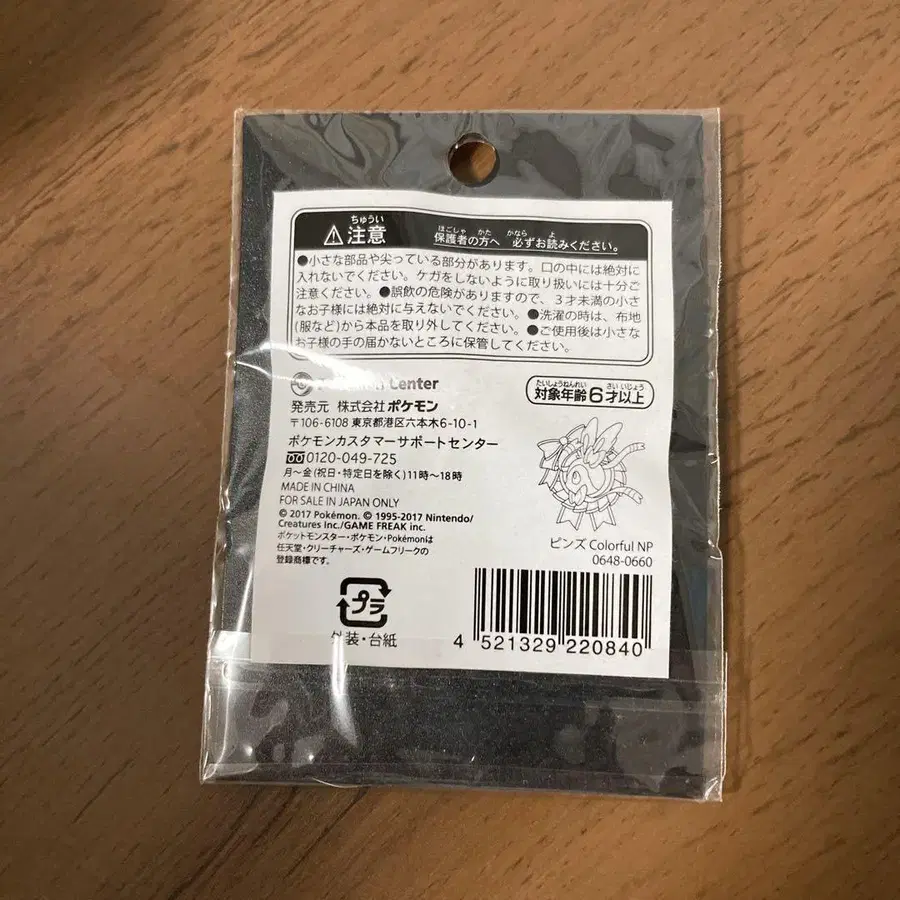 ちゅうい
注意
ほごしゃ かた かなら よ
保護者の方へ 必ずお読みください。
●小さな部品や尖っている部分があります。口の中には絶対に
入れないでください。ケガをしないように取り扱いには十分ご
注意ください。●誤飲の危険がありますので、3才未満の小さ
なお子様には絶対に与えないでください。●洗濯の時は、布地
(服など)から本品を取り外してください。●ご使用後は小さな
お子様の手の届かないところに保管してください。
Pokémon Center
たいしょうねんれい さい いじょう
対象年齢6才以上
発売元 株式会社ポケモン
〒106-6108 東京都港区六本木6-10-1
ポケモンカスタマーサポートセンター
0120-049-725
月～金(祝日・特定日を除く)11時～18時
MADE IN CHINA
FOR SALE IN JAPAN ONLY
© 2017 Pokémon. © 1995-2017 Nintendo/
Creatures Inc./GAME FREAK inc.
ポケットモンスター・ポケモン・Pokémonは
任天堂・クリーチャーズ・ゲームフリークの
登録商標です。
ピンズ Colorful NP
0648-0660
プラ
外装・台紙
4 521329 220840